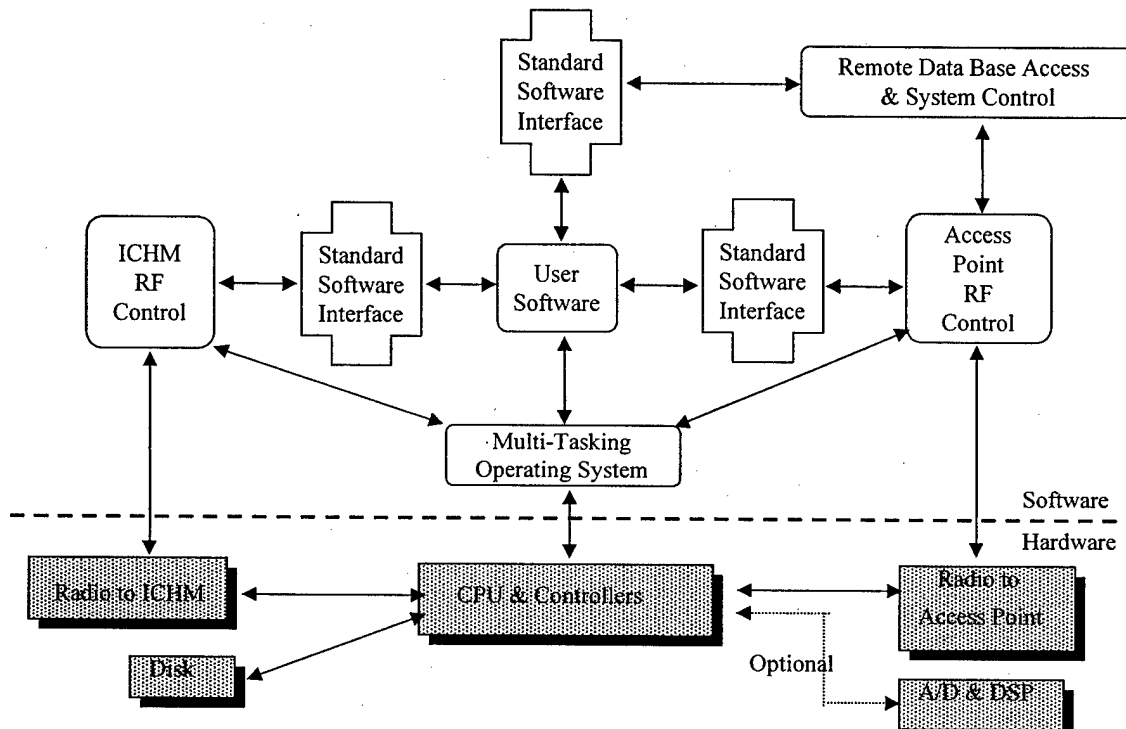 Standard
Software
Interface
Remote Data Base Access
& System Control
ICHM
RF
Control
Standard
Software
Interface
User
Software
Standard
Software
Interface
Access
Point
RF
Control
Multi-Tasking
Operating System
Software
Hardware
Radio to ICHM
CPU & Controllers
Radio to
Access Point
Disk
Optional
A/D & DSP